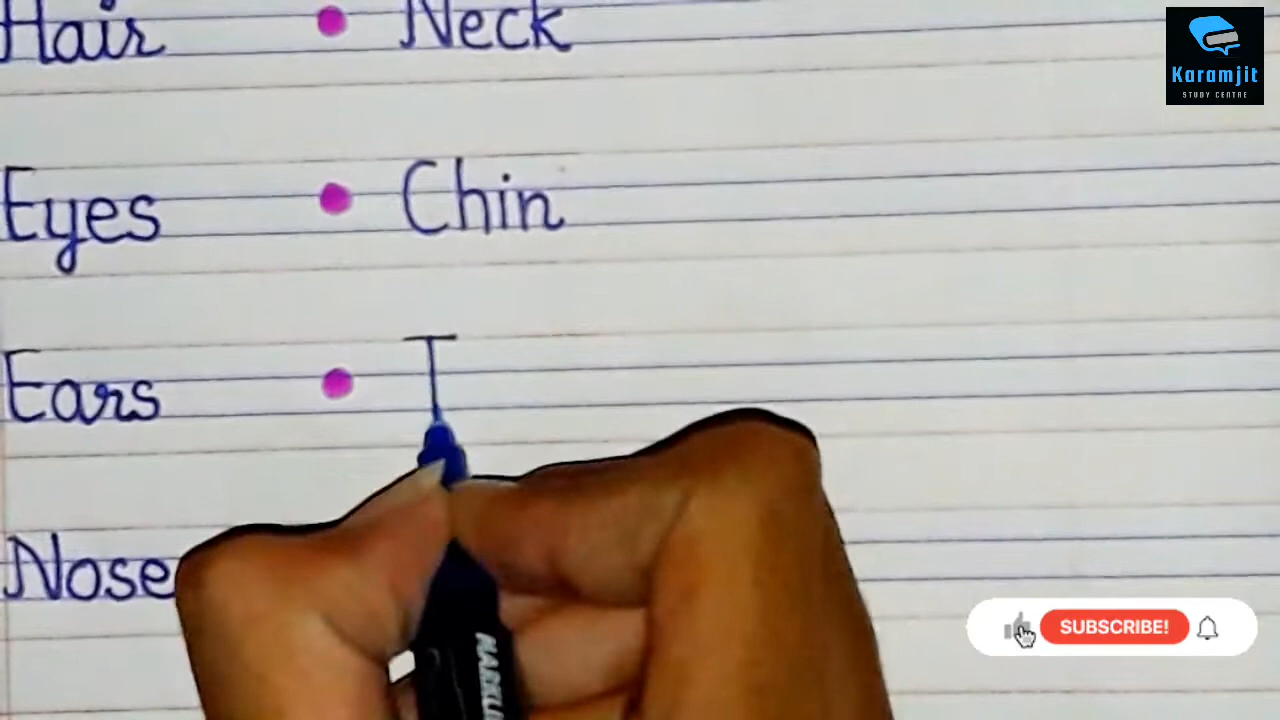 Hair • Neck
Karamjit
STUDY CENTRE
Eyes • Chin
Ears • T
Nose
SUBSCRIBE!